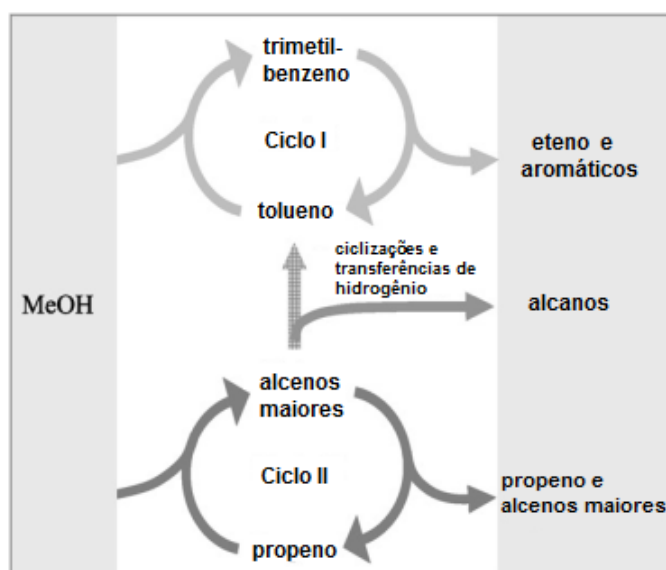 trimetil-
benzeno
Ciclo I
eteno e
aromáticos
tolueno
ciclizações e
transferências de
hidrogênio
MeOH
alcanos
alcenos
maiores
Ciclo II
propeno e
alcenos maiores
propeno